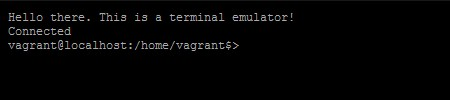 Hello there. This is a terminal emulator!
Connected
vagrant@localhost:/home/vagrant$>